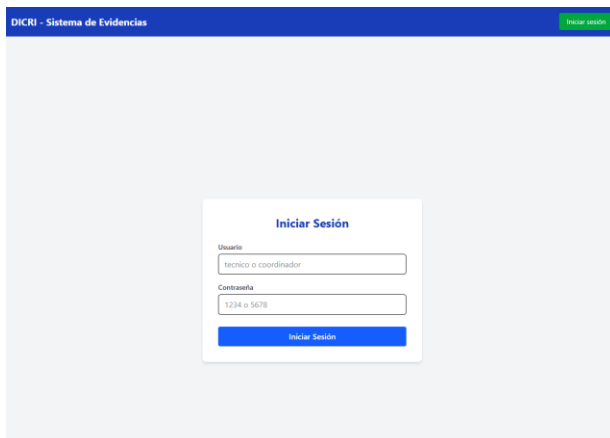 DICRI - Sistema de Evidencias
Iniciar sesión
Iniciar Sesión
Usuario
tecnico o coordinador
Contraseña
1234 o 5678
Iniciar Sesión